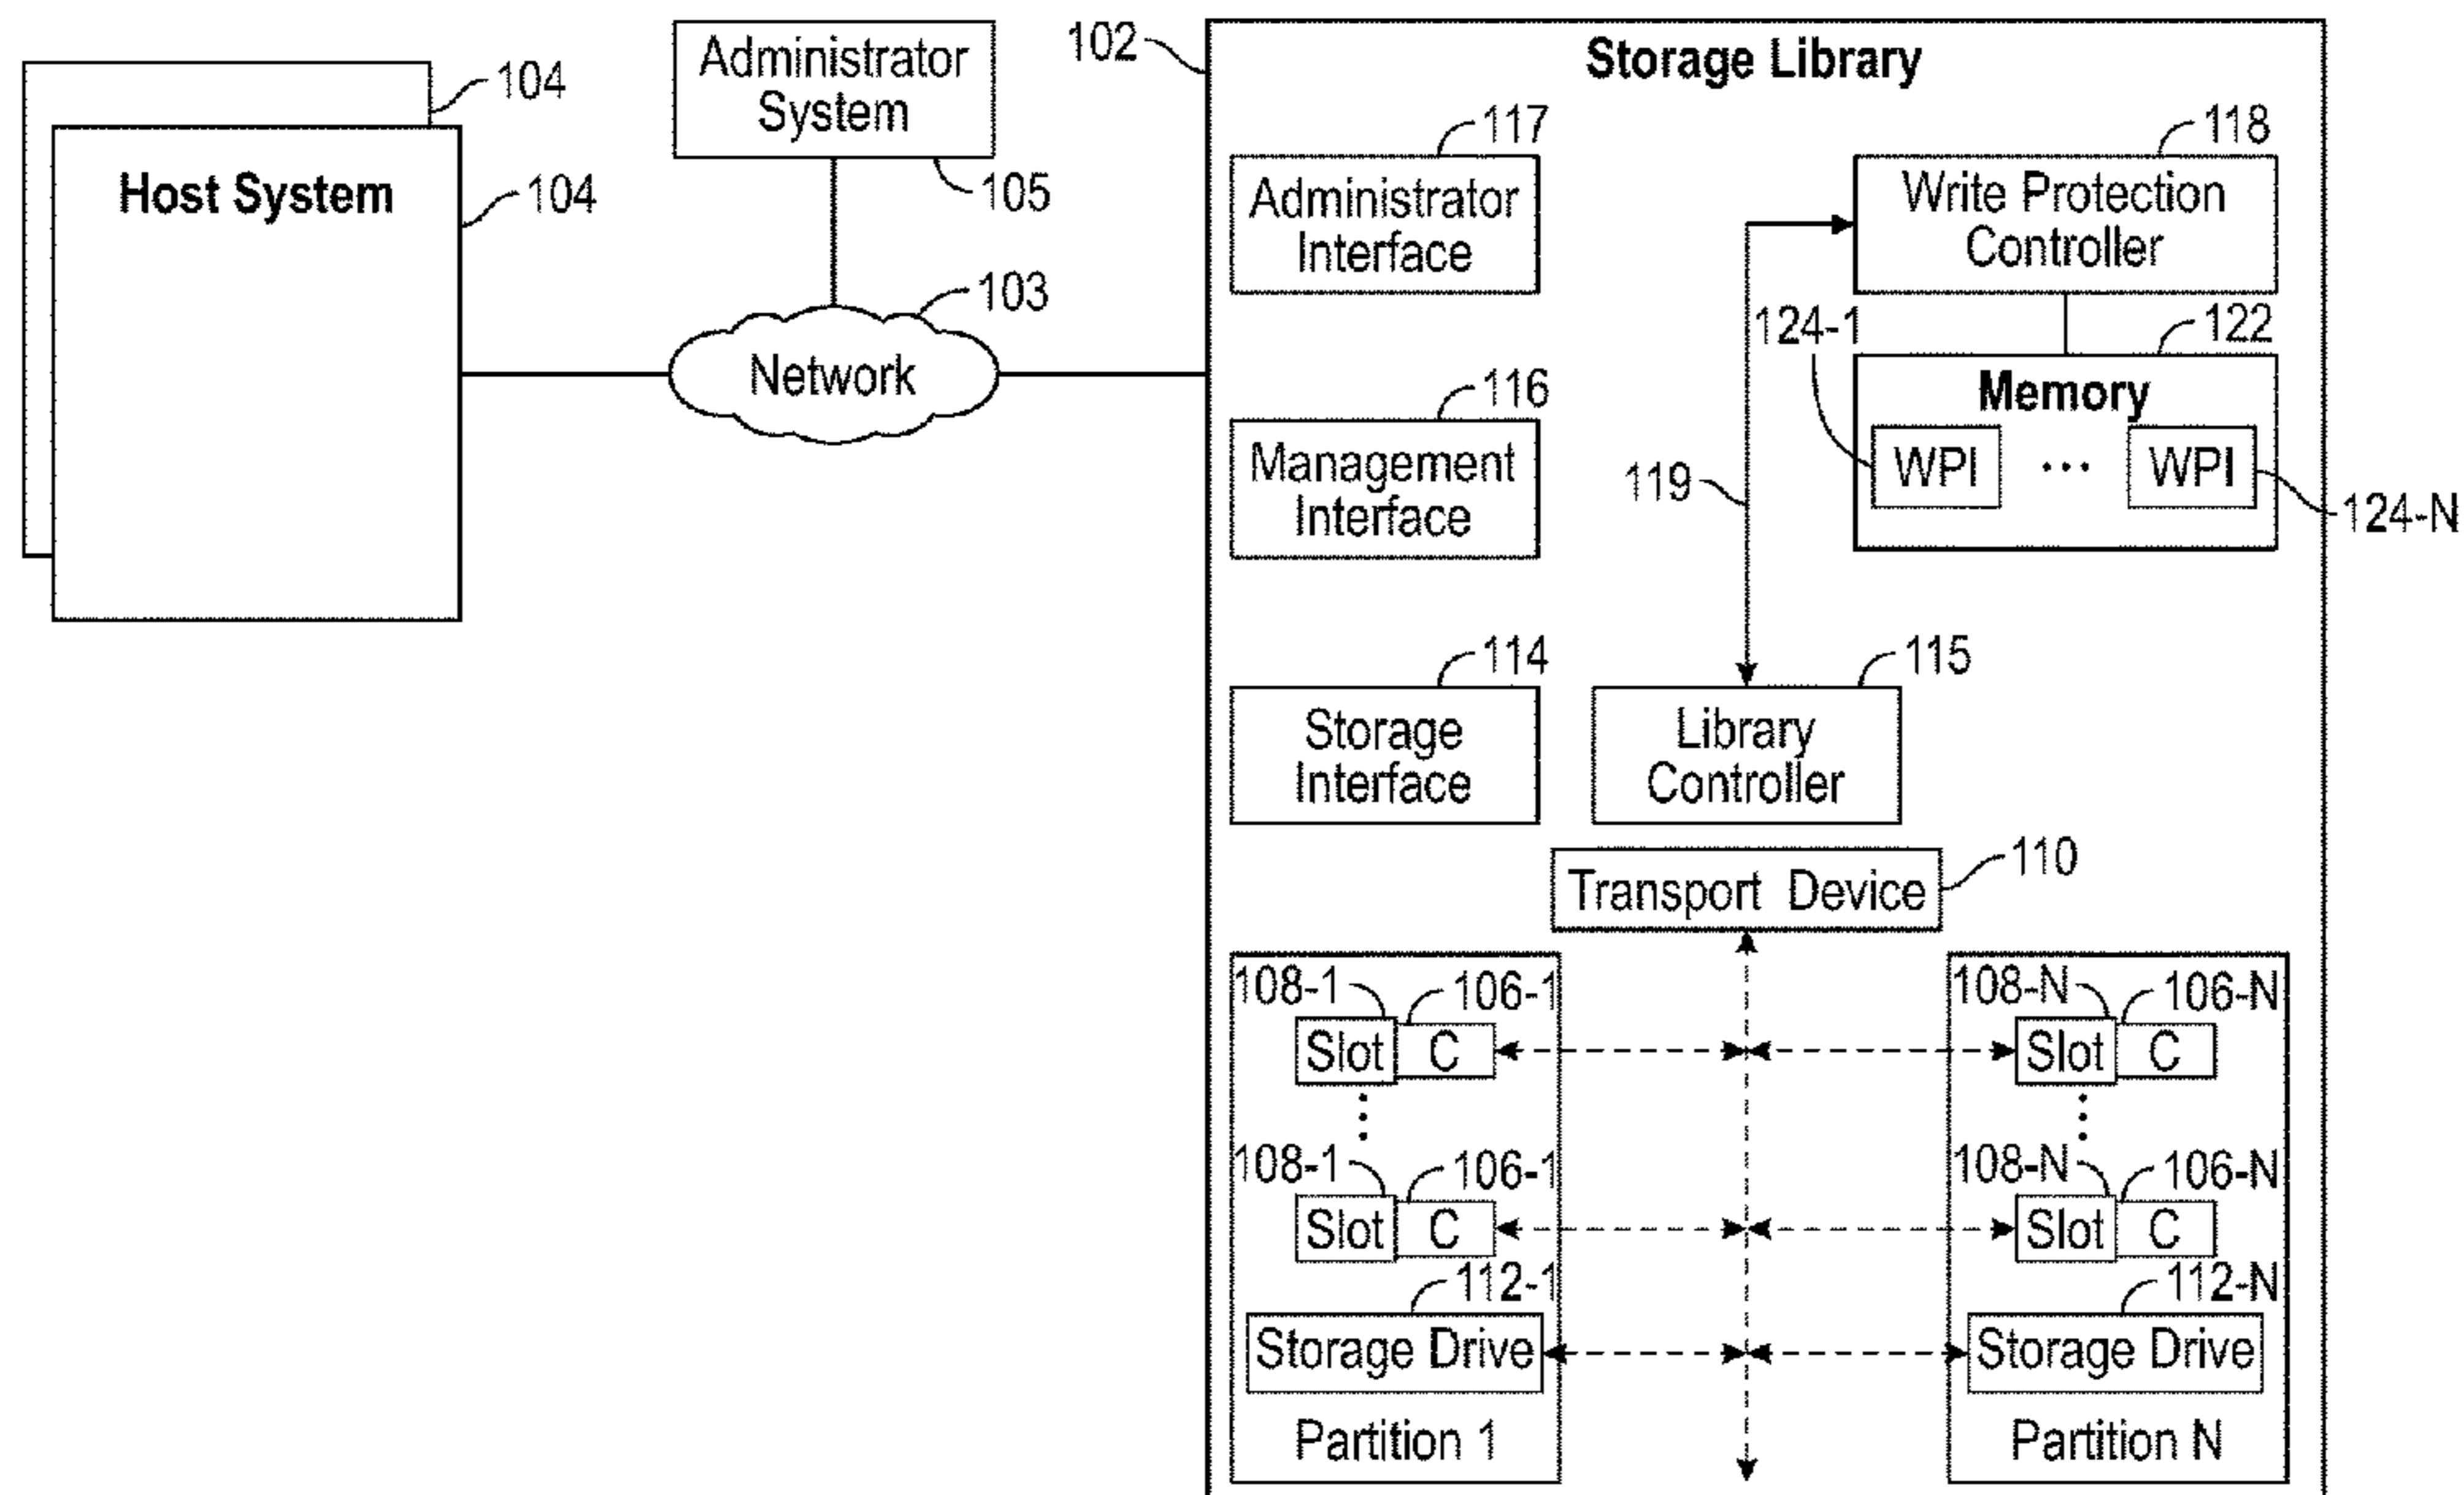 104
104
Host System
Administrator
System
105
103
Network
102
Storage Library
117
Administrator
Interface
116
Management
Interface
114
Storage
Interface
118
Write Protection
Controller
124-1
122
Memory
WPI ... WPI
124-N
119
115
Library
Controller
110
Transport Device
108-1 106-1
Slot C
108-1 106-1
Slot C
112-1
Storage Drive
Partition 1
108-N 106-N
Slot C
108-N 106-N
Slot C
112-N
Storage Drive
Partition N